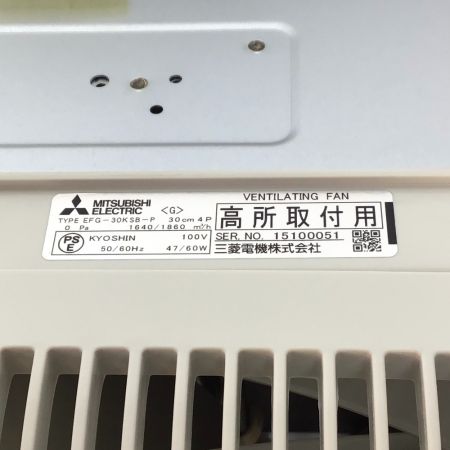 MITSUBISHI
ELECTRIC
<G>
VENTILATING FAN
TYPE EFG-30KSB-P 30cm 4P
0 Pa 1640/1860 m³/h
高所取付用
PS
E
KYOSHIN 100V
50/60Hz 47/60W
SER. NO. 15100051
三菱電機株式会社